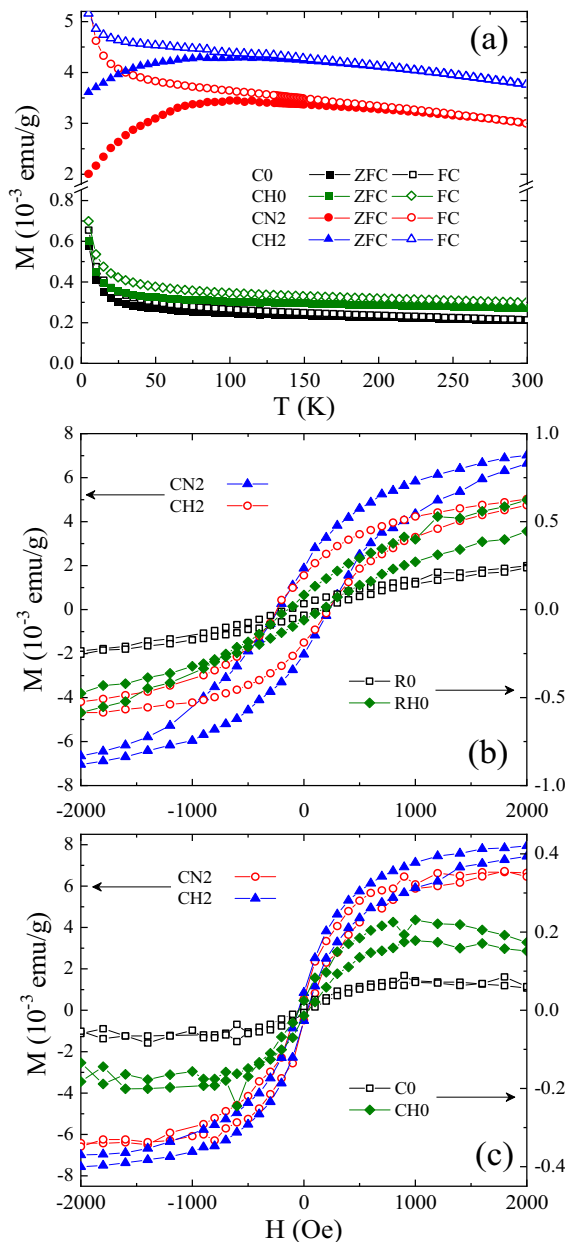 (a)
5
4
3
2
0.8
0.6
0.4
0.2
0.0
M (10⁻³ emu/g)
C0 ZFC FC
CH0 ZFC FC
CN2 ZFC FC
CH2 ZFC FC
0 50 100 150 200 250 300
T (K)
8 1.0
6
4 0.5
2
0 0.0
-2
-4 -0.5
-6
-8 -1.0
M (10⁻³ emu/g)
CN2
CH2
R0
RH0
(b)
-2000 -1000 0 1000 2000
8 0.4
6
4 0.2
2
0 0.0
-2
-4 -0.2
-6
-8 -0.4
M (10⁻³ emu/g)
CN2
CH2
C0
CH0
(c)
-2000 -1000 0 1000 2000
H (Oe)